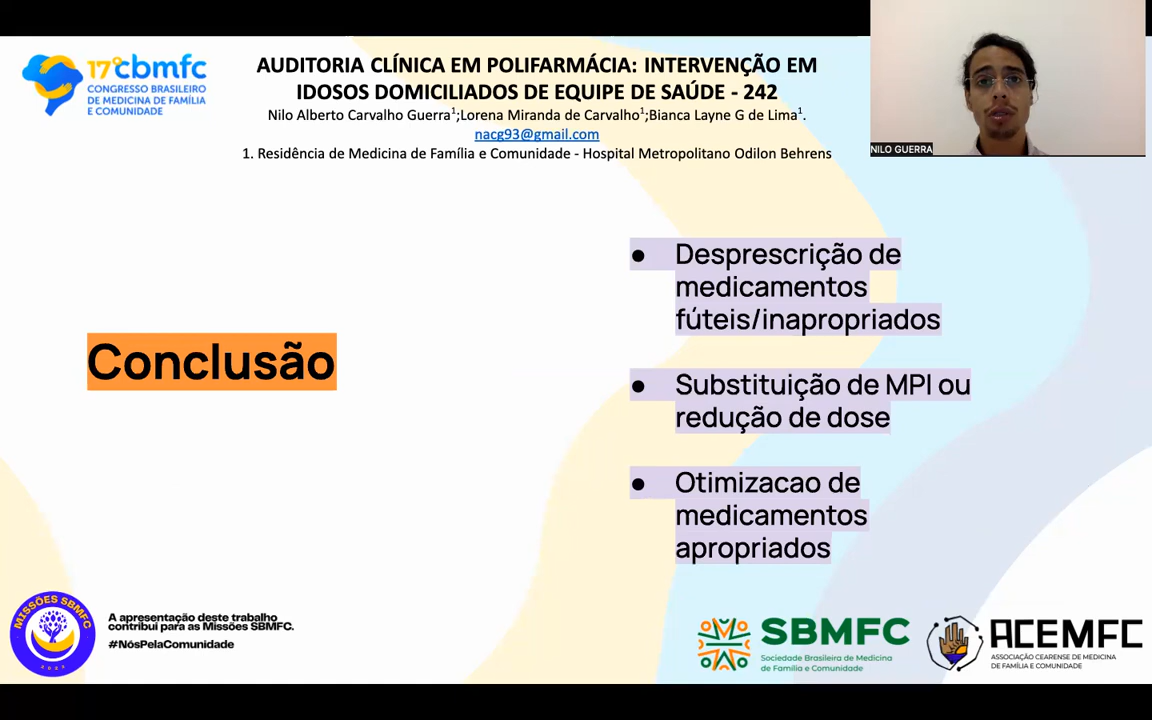 17º cbmfc
CONGRESSO BRASILEIRO
DE MEDICINA DE FAMÍLIA
E COMUNIDADE
AUDITORIA CLÍNICA EM POLIFARMÁCIA: INTERVENÇÃO EM
IDOSOS DOMICILIADOS DE EQUIPE DE SAÚDE - 242
Nilo Alberto Carvalho Guerra¹;Lorena Miranda de Carvalho¹;Bianca Layne G de Lima¹.
nacg93@gmail.com
1. Residência de Medicina de Família e Comunidade - Hospital Metropolitano Odilon Behrens
NILO GUERRA
Conclusão
● Desprescrição de
medicamentos
fúteis/inapropriados
● Substituição de MPI ou
redução de dose
● Otimizacao de
medicamentos
apropriados
MISSÕES SBMFC
A apresentação deste trabalho
contribui para as Missões SBMFC.
#NósPelaComunidade
SBMFC
Sociedade Brasileira de Medicina
de Família e Comunidade
ACEMFC
ASSOCIAÇÃO CEARENSE DE MEDICINA
DE FAMÍLIA E COMUNIDADE